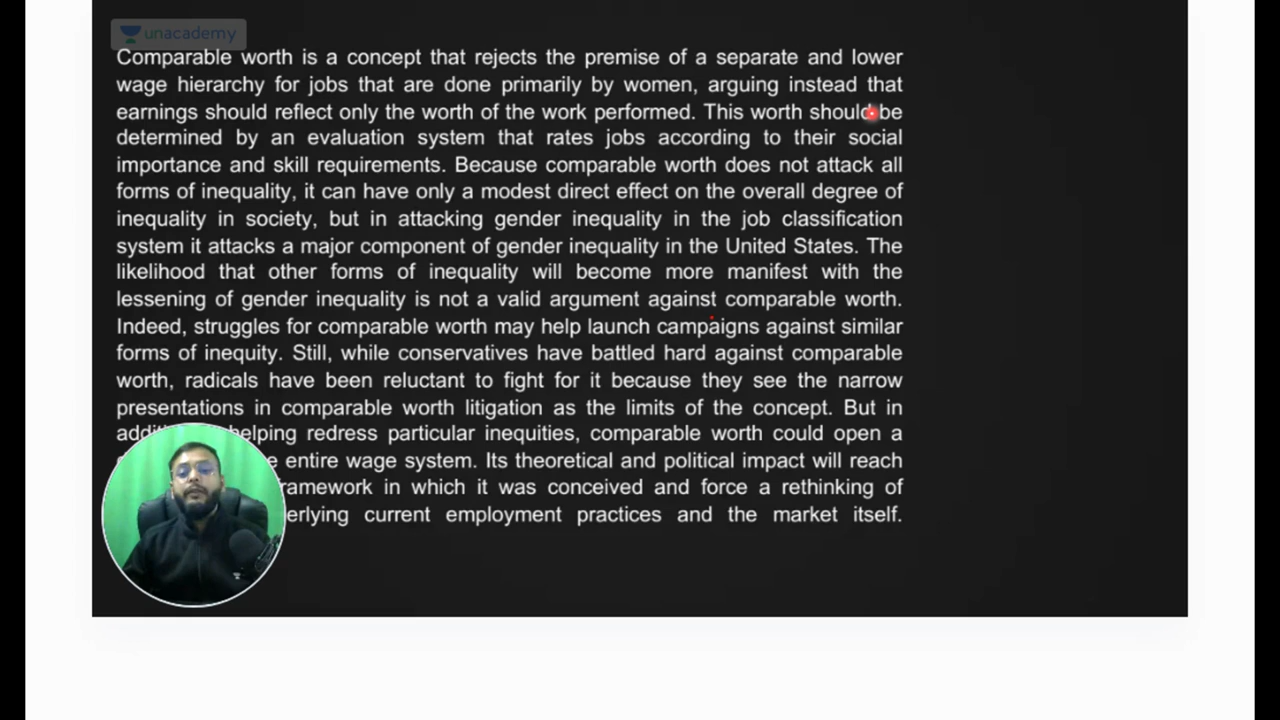 unacademy
Comparable worth is a concept that rejects the premise of a separate and lower
wage hierarchy for jobs that are done primarily by women, arguing instead that
earnings should reflect only the worth of the work performed. This worth should be
determined by an evaluation system that rates jobs according to their social
importance and skill requirements. Because comparable worth does not attack all
forms of inequality, it can have only a modest direct effect on the overall degree of
inequality in society, but in attacking gender inequality in the job classification
system it attacks a major component of gender inequality in the United States. The
likelihood that other forms of inequality will become more manifest with the
lessening of gender inequality is not a valid argument against comparable worth.
Indeed, struggles for comparable worth may help launch campaigns against similar
forms of inequity. Still, while conservatives have battled hard against comparable
worth, radicals have been reluctant to fight for it because they see the narrow
presentations in comparable worth litigation as the limits of the concept. But in
helping redress particular inequities, comparable worth could open a
entire wage system. Its theoretical and political impact will reach
in which it was conceived and force a rethinking of
current employment practices and the market itself.